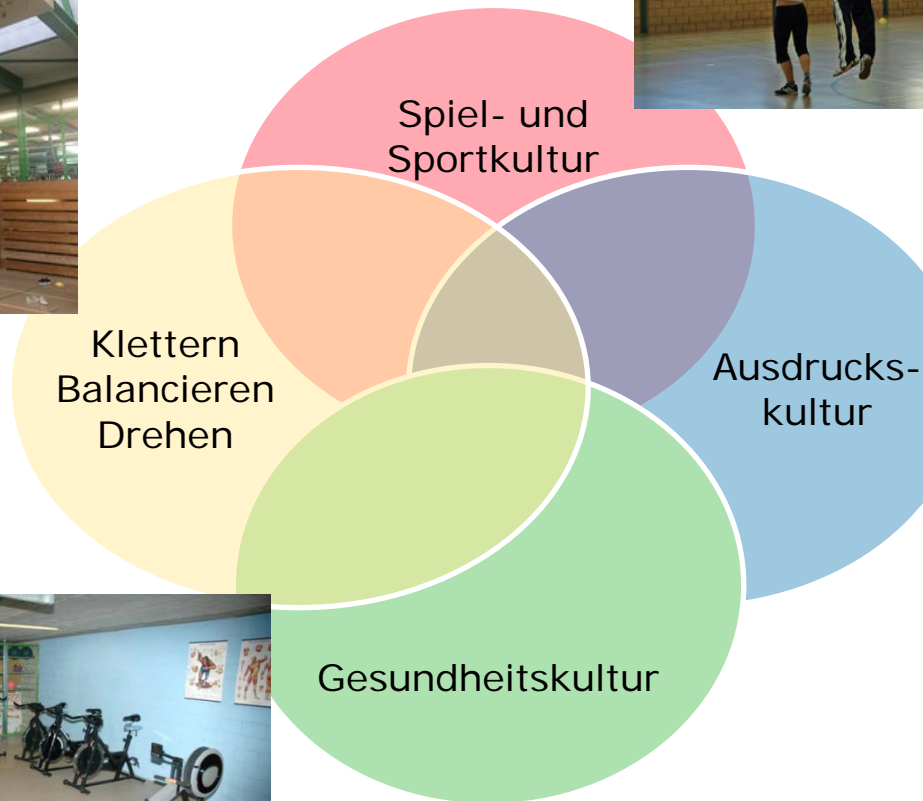 Spiel- und
Sportkultur
Klettern
Balancieren
Drehen
Ausdrucks-
kultur
Gesundheitskultur